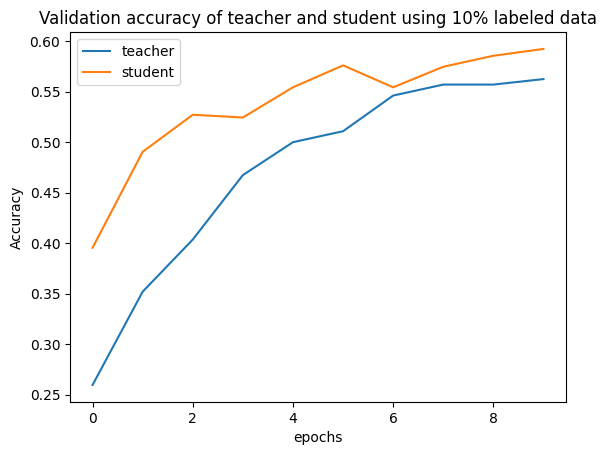 Validation accuracy of teacher and student using 10% labeled data
teacher
student
Accuracy
0.60
0.55
0.50
0.45
0.40
0.35
0.30
0.25
0 2 4 6 8
epochs